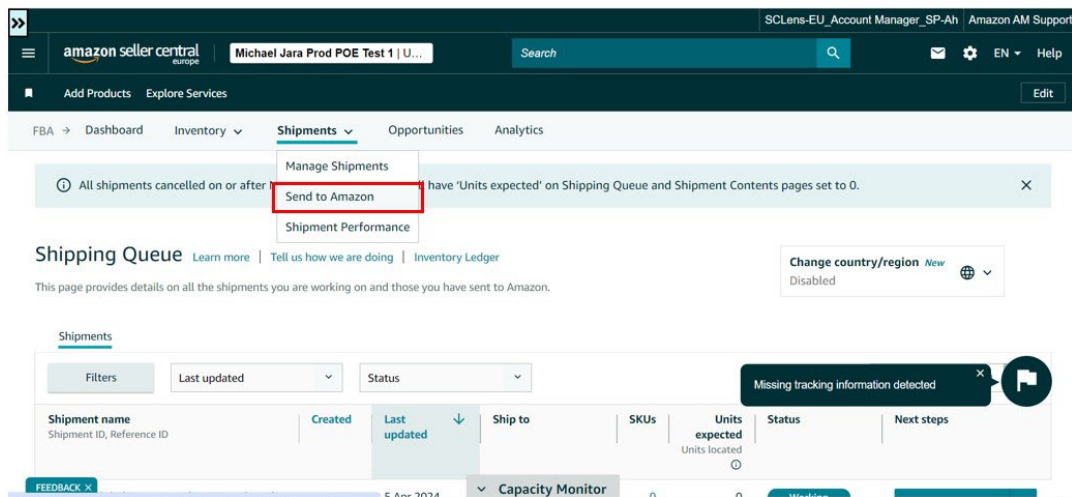 SCLens-EU_Account Manager_SP-Ah Amazon AM Support
amazon seller central europe Michael Jara Prod POE Test 1 | U... Search EN Help
Add Products Explore Services Edit
FBA → Dashboard Inventory Shipments Opportunities Analytics
Manage Shipments
All shipments cancelled on or after have 'Units expected' on Shipping Queue and Shipment Contents pages set to 0.
Send to Amazon
Shipment Performance
Shipping Queue Learn more | Tell us how we are doing | Inventory Ledger
Change country/region New
Disabled
This page provides details on all the shipments you are working on and those you have sent to Amazon.
Shipments
Filters Last updated Status
Missing tracking information detected
Shipment name Created Last updated Ship to SKUs Units expected Status Next steps
Shipment ID, Reference ID
Units located
FEEDBACK
5 Apr 2024 Capacity Monitor 0 0 Working